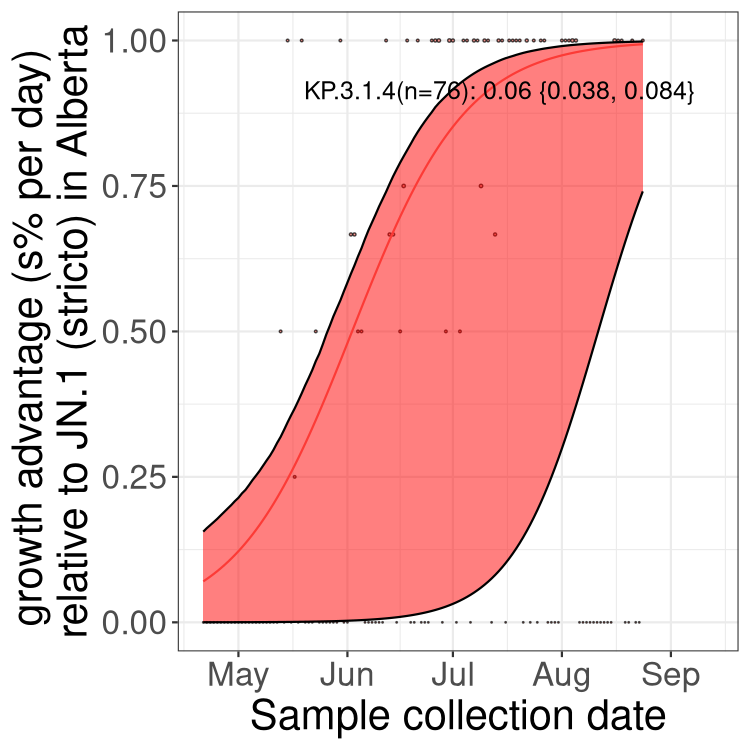 growth advantage (s% per day)
relative to JN.1 (stricto) in Alberta
1.00
0.75
0.50
0.25
0.00
KP.3.1.4(n=76): 0.06 {0.038, 0.084}
May Jun Jul Aug Sep
Sample collection date